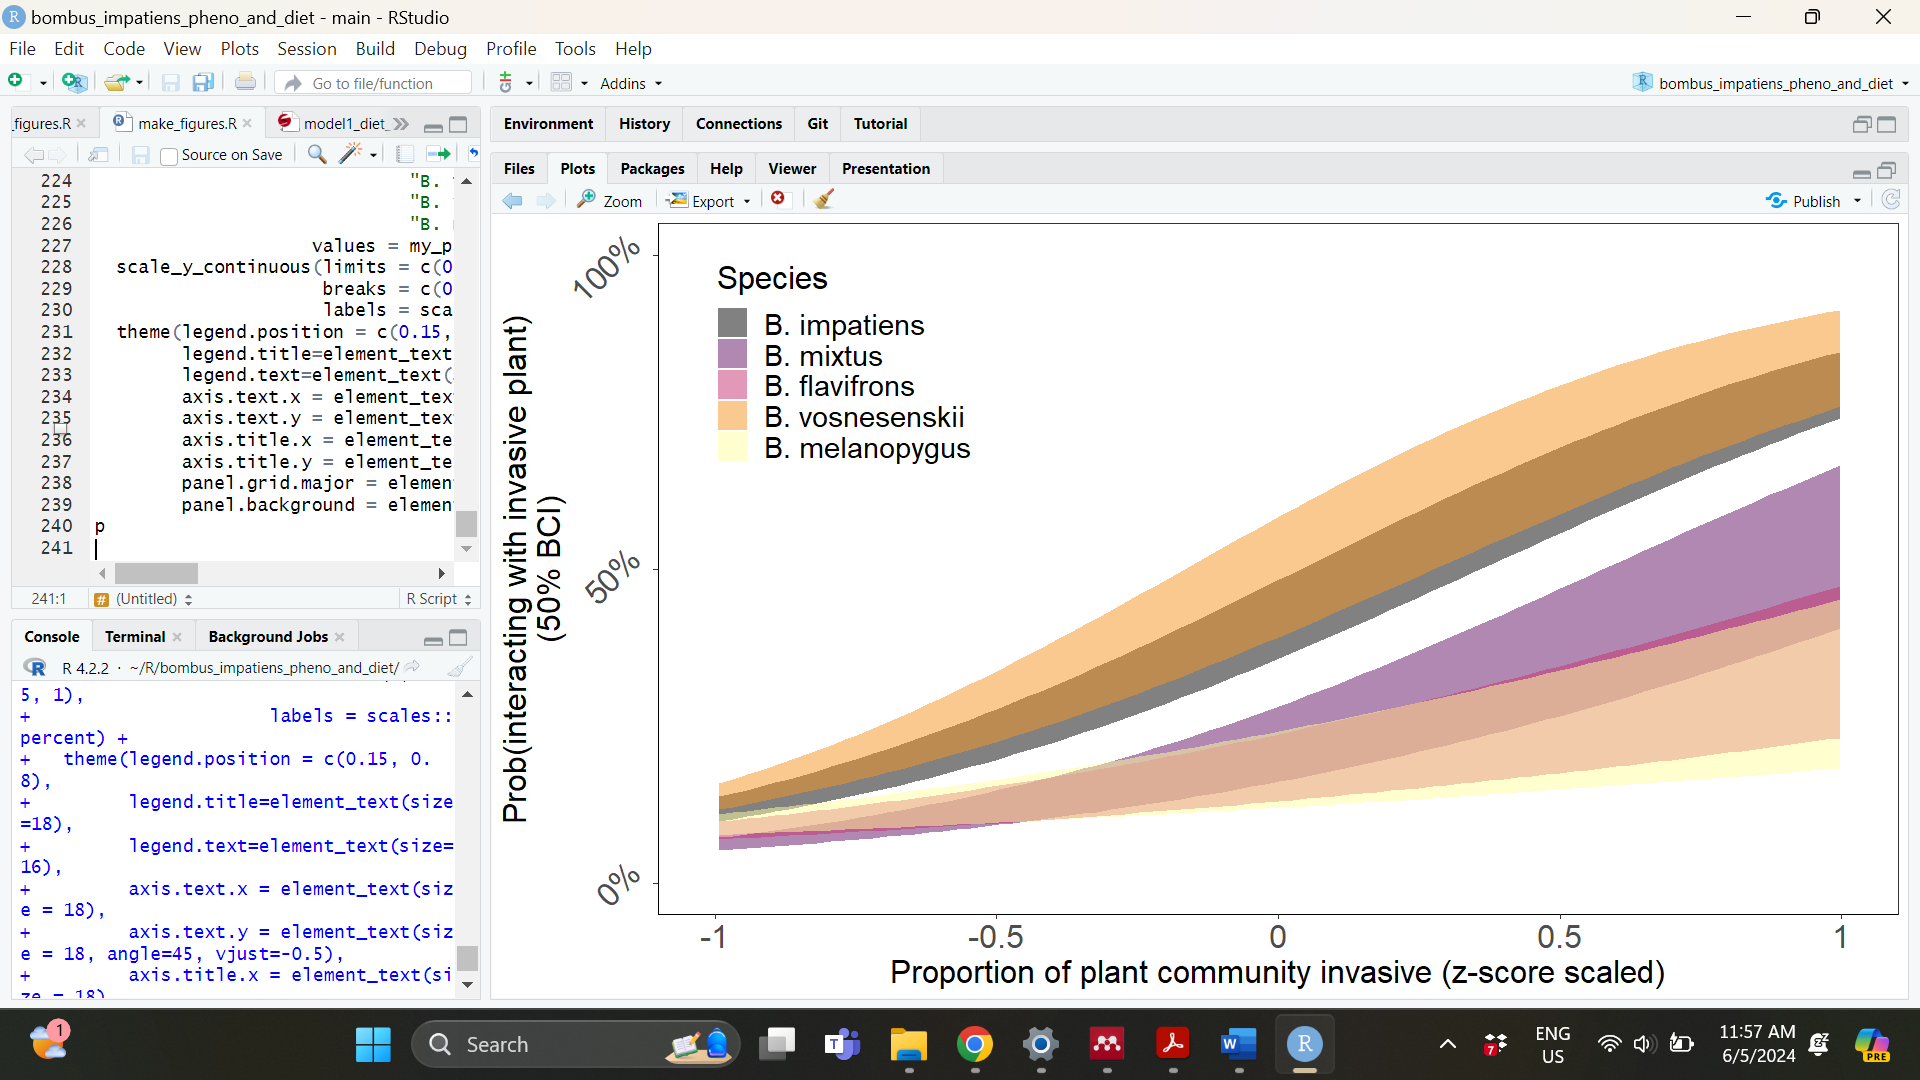 bombus_impatiens_pheno_and_diet - main - RStudio
File Edit Code View Plots Session Build Debug Profile Tools Help
Go to file/function Addins bombus_impatiens_pheno_and_diet
_figures.R make_figures.R model1_diet_
Source on Save
224 "B.
225 "B.
226 "B.
227 values = my_p
228 scale_y_continuous(limits = c(0
229 breaks = c(0
230 labels = sca
231 theme(legend.position = c(0.15,
232 legend.title=element_text
233 legend.text=element_text(
234 axis.text.x = element_tex
235 axis.text.y = element_tex
236 axis.title.x = element_te
237 axis.title.y = element_te
238 panel.grid.major = elemen
239 panel.background = elemen
240 p
241
241:1 # (Untitled) R Script
Console Terminal Background Jobs
R 4.2.2 · ~/R/bombus_impatiens_pheno_and_diet/
5, 1),
+ labels = scales::
percent) +
+ theme(legend.position = c(0.15, 0.
8),
+ legend.title=element_text(size
=18),
+ legend.text=element_text(size=
16),
+ axis.text.x = element_text(siz
e = 18),
+ axis.text.y = element_text(siz
e = 18, angle=45, vjust=-0.5),
+ axis.title.x = element_text(si
ze = 18)
Environment History Connections Git Tutorial
Files Plots Packages Help Viewer Presentation
Zoom Export Publish
Prob(interacting with invasive plant)
(50% BCI)
100%
50%
0%
Species
B. impatiens
B. mixtus
B. flavifrons
B. vosnesenskii
B. melanopygus
-1 -0.5 0 0.5 1
Proportion of plant community invasive (z-score scaled)
1 Search 7 ENG
US
11:57 AM
6/5/2024
PRE